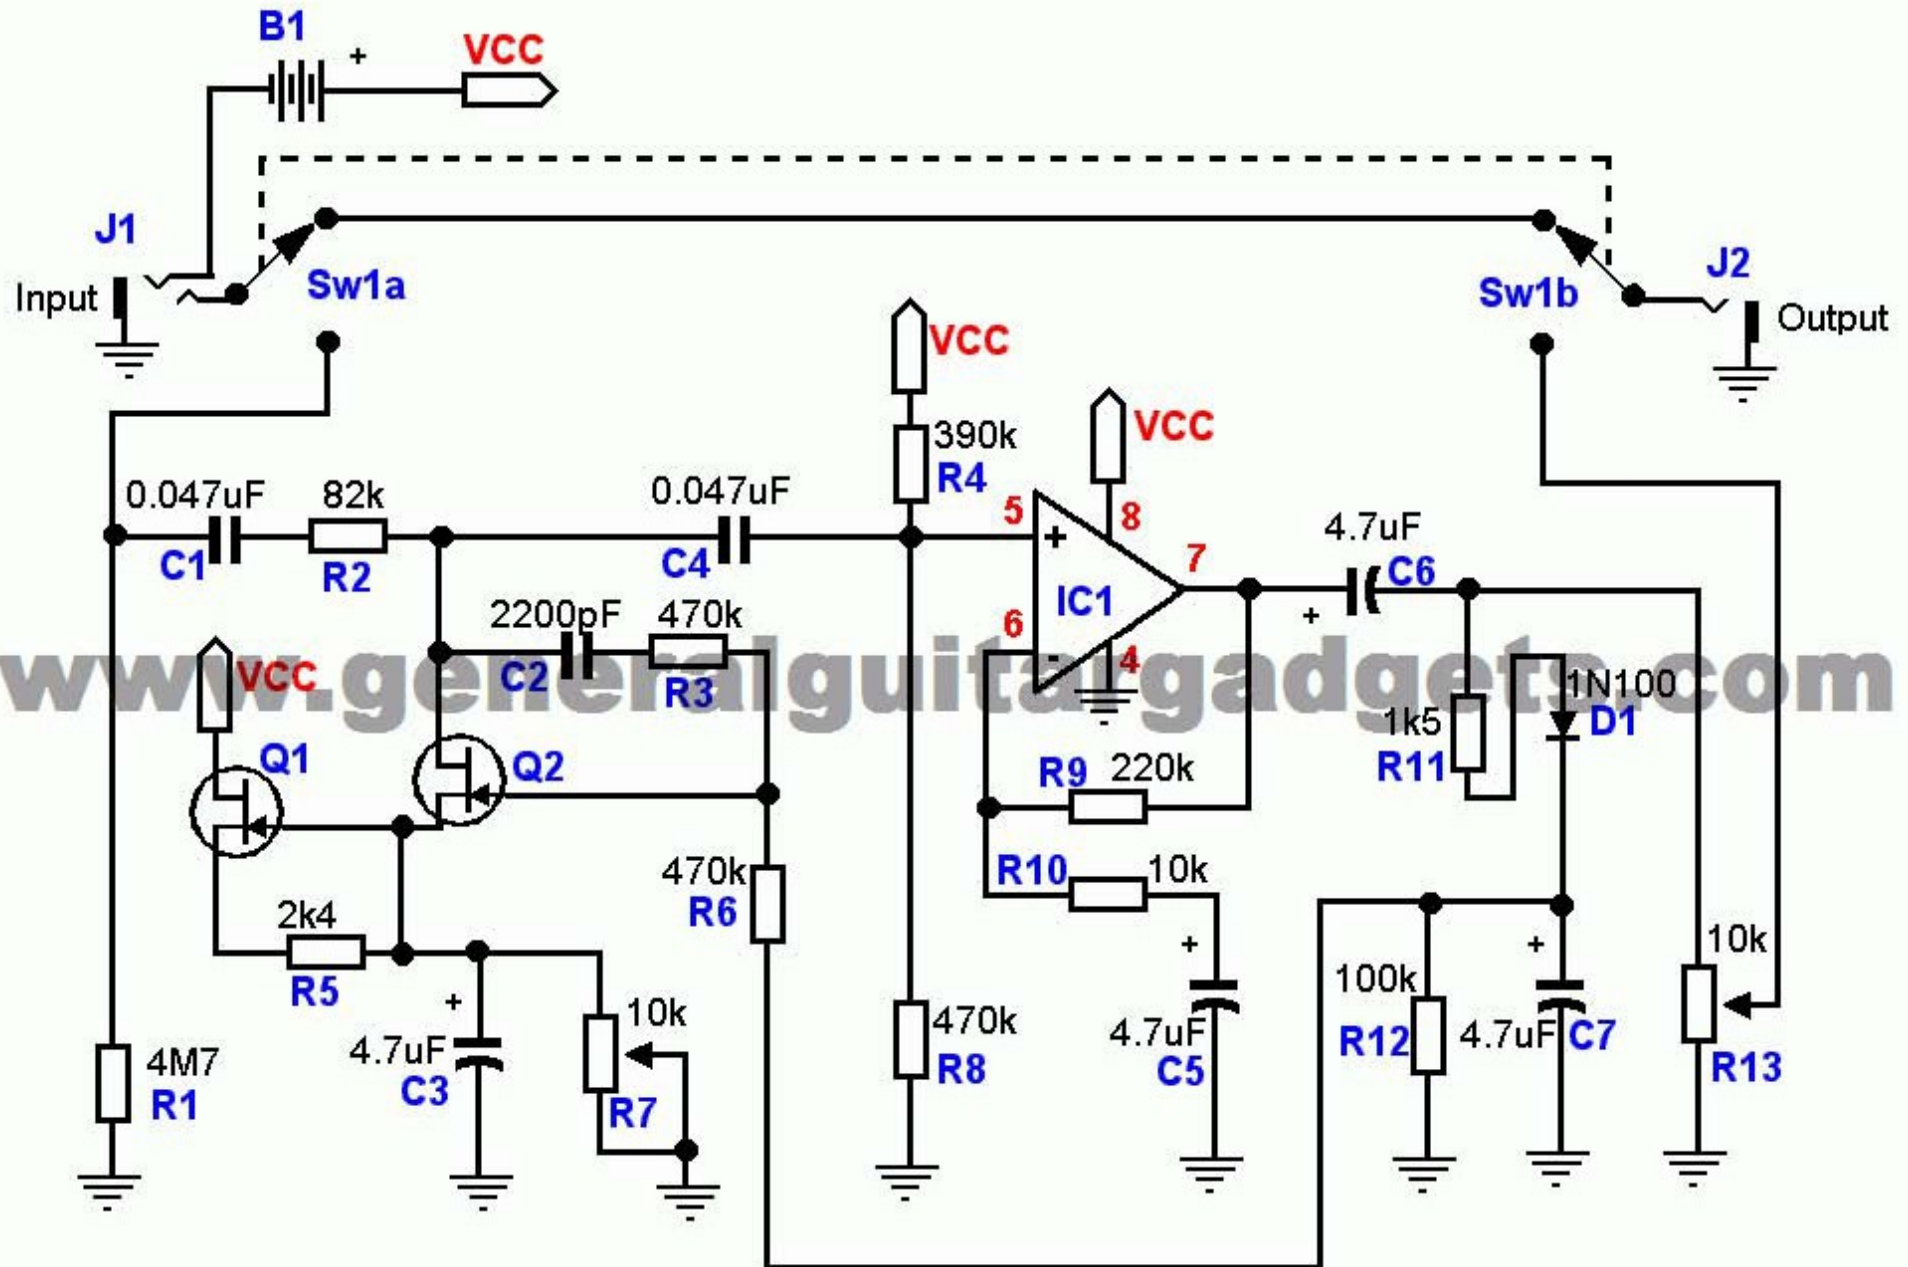 B1
+
VCC
J1
Input
Sw1a
Sw1b
J2
Output
VCC
390k
R4
VCC
0.047uF
C1
82k
R2
0.047uF
C4
5
+
8
7
IC1
6
-
4
4.7uF
C6
+
2200pF
C2
470k
R3
www.generalguitargadgets.com
VCC
1N100
D1
1k5
R11
Q1
Q2
R9
220k
R10
10k
470k
R6
2k4
R5
+
4.7uF
C3
10k
R7
470k
R8
+
4.7uF
C5
100k
R12
+
4.7uF
C7
10k
R13
4M7
R1